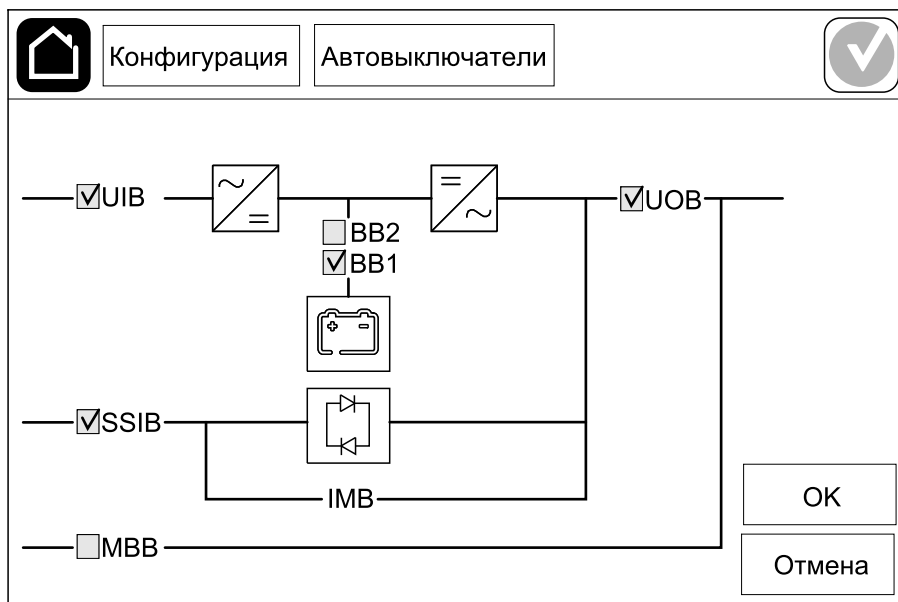 Конфигурация Автовыключатели
UIB UOB
BB2
BB1
SSIB
IMB
OK
MBB
Отмена